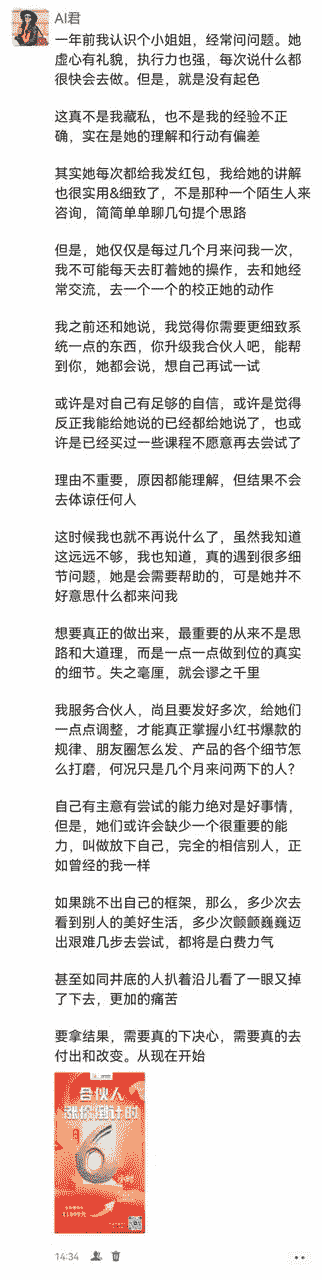 AI君
一年前我认识个小姐姐，经常问问题。她
虚心有礼貌，执行力也强，每次说什么都
很快会去做。但是，就是没有起色
这真不是我藏私，也不是我的经验不正
确，实在是她的理解和行动有偏差
其实她每次都给我发红包，我给她的讲解
也很实用&细致了，不是那种一个陌生人来
咨询，简简单单聊几句提个思路
但是，她仅仅是每过几个月来问我一次，
我不可能每天去盯着她的操作，去和她经
常交流，去一个一个的校正她的动作
我之前还和她说，我觉得你需要更细致系
统一点的东西，你升级我合伙人吧，能帮
到你，她都会说，想自己再试一试
或许是对自己有足够的自信，或许是觉得
反正我能给她说的已经都给她说了，也或
许是已经买过一些课程不愿意再去尝试了
理由不重要，原因都能理解，但结果不会
去体谅任何人
这时候我也就不再说什么了，虽然我知道
这远远不够，我也知道，真的遇到很多细
节问题，她是会需要帮助的，可是她并不
好意思什么都来问我
想要真正的做出来，最重要的从来不是思
路和大道理，而是一点一点做到位的真实
的细节。失之毫厘，就会谬之千里
我服务合伙人，尚且要发好多次，给她们
一点点调整，才能真正掌握小红书爆款的
规律、朋友圈怎么发、产品的各个细节怎
么打磨，何况只是几个月来问两下的人？
自己有主意有尝试的能力绝对是好事情，
但是，她们或许会缺少一个很重要的能
力，叫做放下自己，完全的相信别人，正
如曾经的我一样
如果跳不出自己的框架，那么，多少次去
看到别人的美好生活，多少次颤颤巍巍迈
出艰难几步去尝试，都将是白费力气
甚至如同井底的人扒着沿儿看了一眼又掉
了下去，更加的痛苦
要拿结果，需要真的下决心，需要真的去
付出和改变。从现在开始
合伙人
涨价倒计时
6
14:34